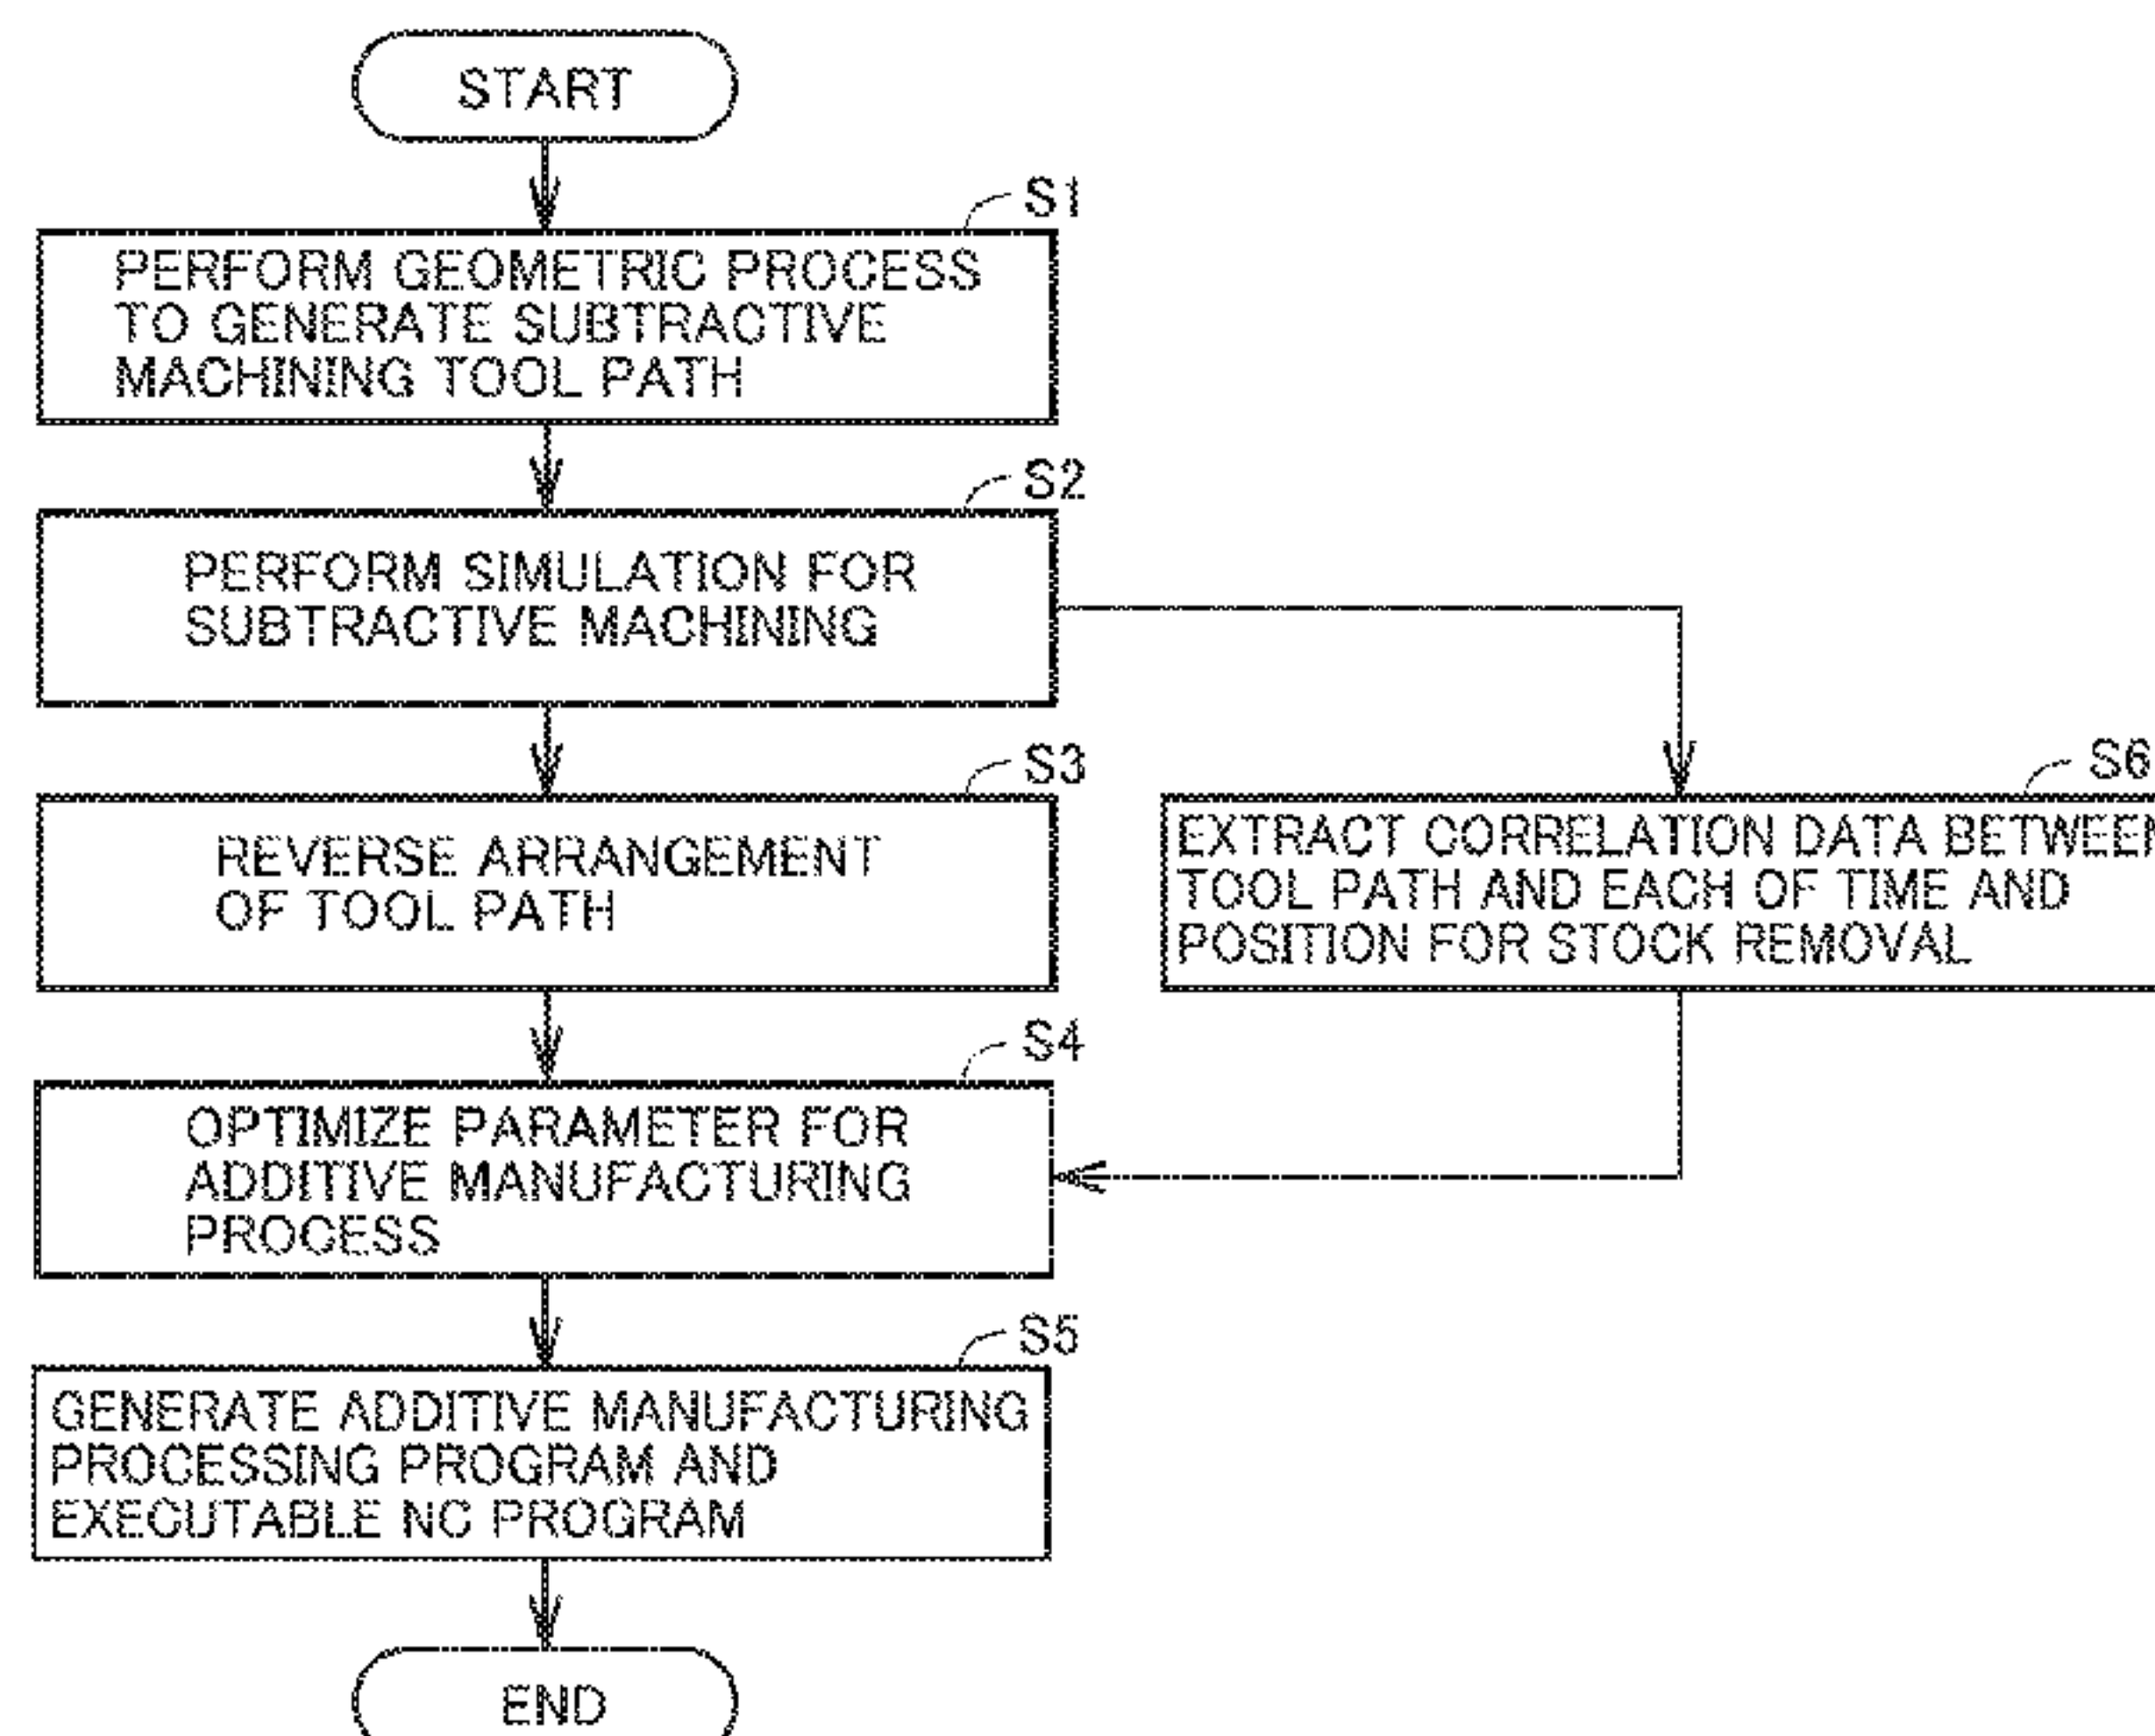 START
S1
PERFORM GEOMETRIC PROCESS
TO GENERATE SUBTRACTIVE
MACHINING TOOL PATH
S2
PERFORM SIMULATION FOR
SUBTRACTIVE MACHINING
S3
REVERSE ARRANGEMENT
OF TOOL PATH
S6
EXTRACT CORRELATION DATA BETWEEN
TOOL PATH AND EACH OF TIME AND
POSITION FOR STOCK REMOVAL
S4
OPTIMIZE PARAMETER FOR
ADDITIVE MANUFACTURING
PROCESS
S5
GENERATE ADDITIVE MANUFACTURING
PROCESSING PROGRAM AND
EXECUTABLE NC PROGRAM
END